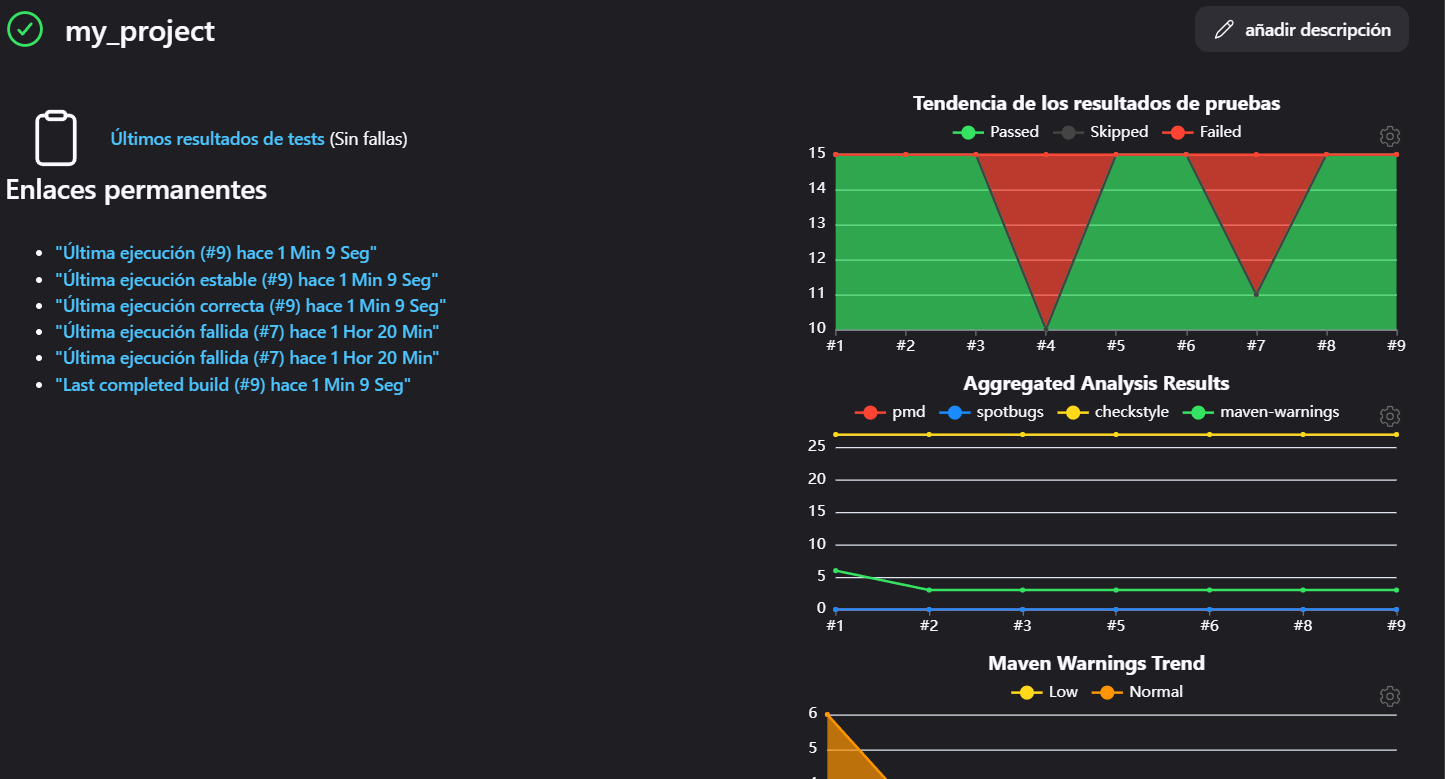 my_project
añadir descripción
Últimos resultados de tests (Sin fallas)
Enlaces permanentes
"Última ejecución (#9) hace 1 Min 9 Seg"
"Última ejecución estable (#9) hace 1 Min 9 Seg"
"Última ejecución correcta (#9) hace 1 Min 9 Seg"
"Última ejecución fallida (#7) hace 1 Hor 20 Min"
"Última ejecución fallida (#7) hace 1 Hor 20 Min"
"Last completed build (#9) hace 1 Min 9 Seg"
Tendencia de los resultados de pruebas
Passed Skipped Failed
15
14
13
12
11
10
#1 #2 #3 #4 #5 #6 #7 #8 #9
Aggregated Analysis Results
pmd spotbugs checkstyle maven-warnings
25
20
15
10
5
0
#1 #2 #3 #5 #6 #8 #9
Maven Warnings Trend
Low Normal
6
5